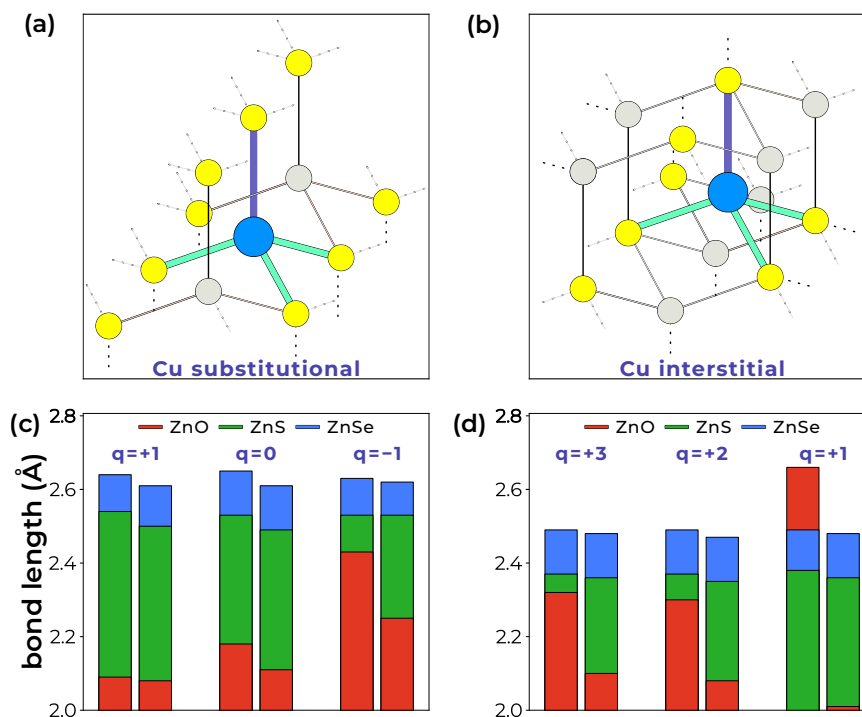 (a)
(b)
Cu substitutional
Cu interstitial
(c)
2.8
ZnO ZnS ZnSe
q=+1 q=0 q=−1
2.6
2.4
2.2
2.0
bond length (Å)
(d)
2.8
ZnO ZnS ZnSe
q=+3 q=+2 q=+1
2.6
2.4
2.2
2.0